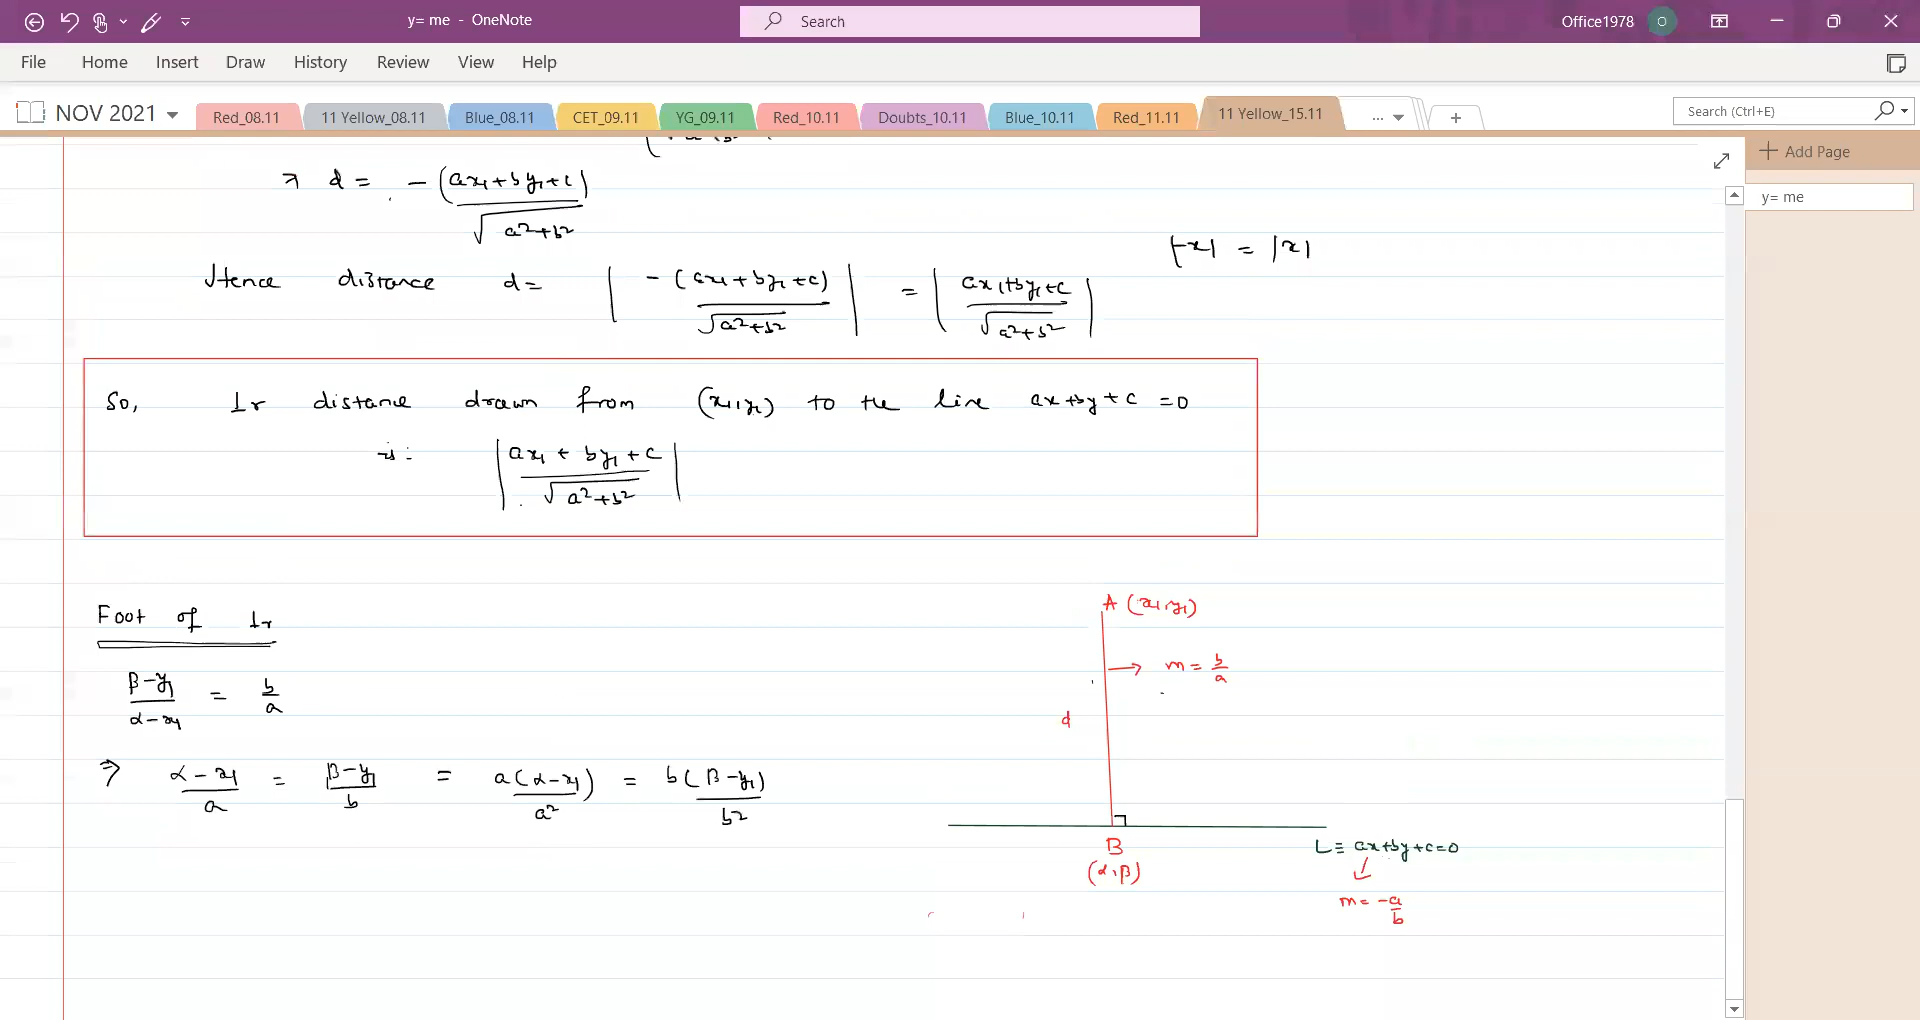 y= me - OneNote
Search
Office1978
O
File Home Insert Draw History Review View Help
NOV 2021
Red_08.11
11 Yellow_08.11
Blue_08.11
CET_09.11
YG_09.11
Red_10.11
Doubts_10.11
Blue_10.11
Red_11.11
11 Yellow_15.11
...
+
Search (Ctrl+E)
Add Page
y= me
⇒ d = -(ax₁+by₁+c)/√(a²+b²)
|-x| = |x|
Hence distance d= |-(ax₁+by₁+c)/√(a²+b²)| = |(ax₁+by₁+c)/√(a²+b²)|
So, ⊥r distance drawn from (x₁,y₁) to the line ax+by+c=0
is: |(ax₁+by₁+c)/√(a²+b²)|
Foot of ⊥r
(β-y₁)/(α-x₁) = b/a
⇒ (α-x₁)/a = (β-y₁)/b = a(α-x₁)/a² = b(β-y₁)/b²
A (x₁,y₁)
→ m = b/a
d
B
(α,β)
L≡ ax+by+c=0
m = -a/b